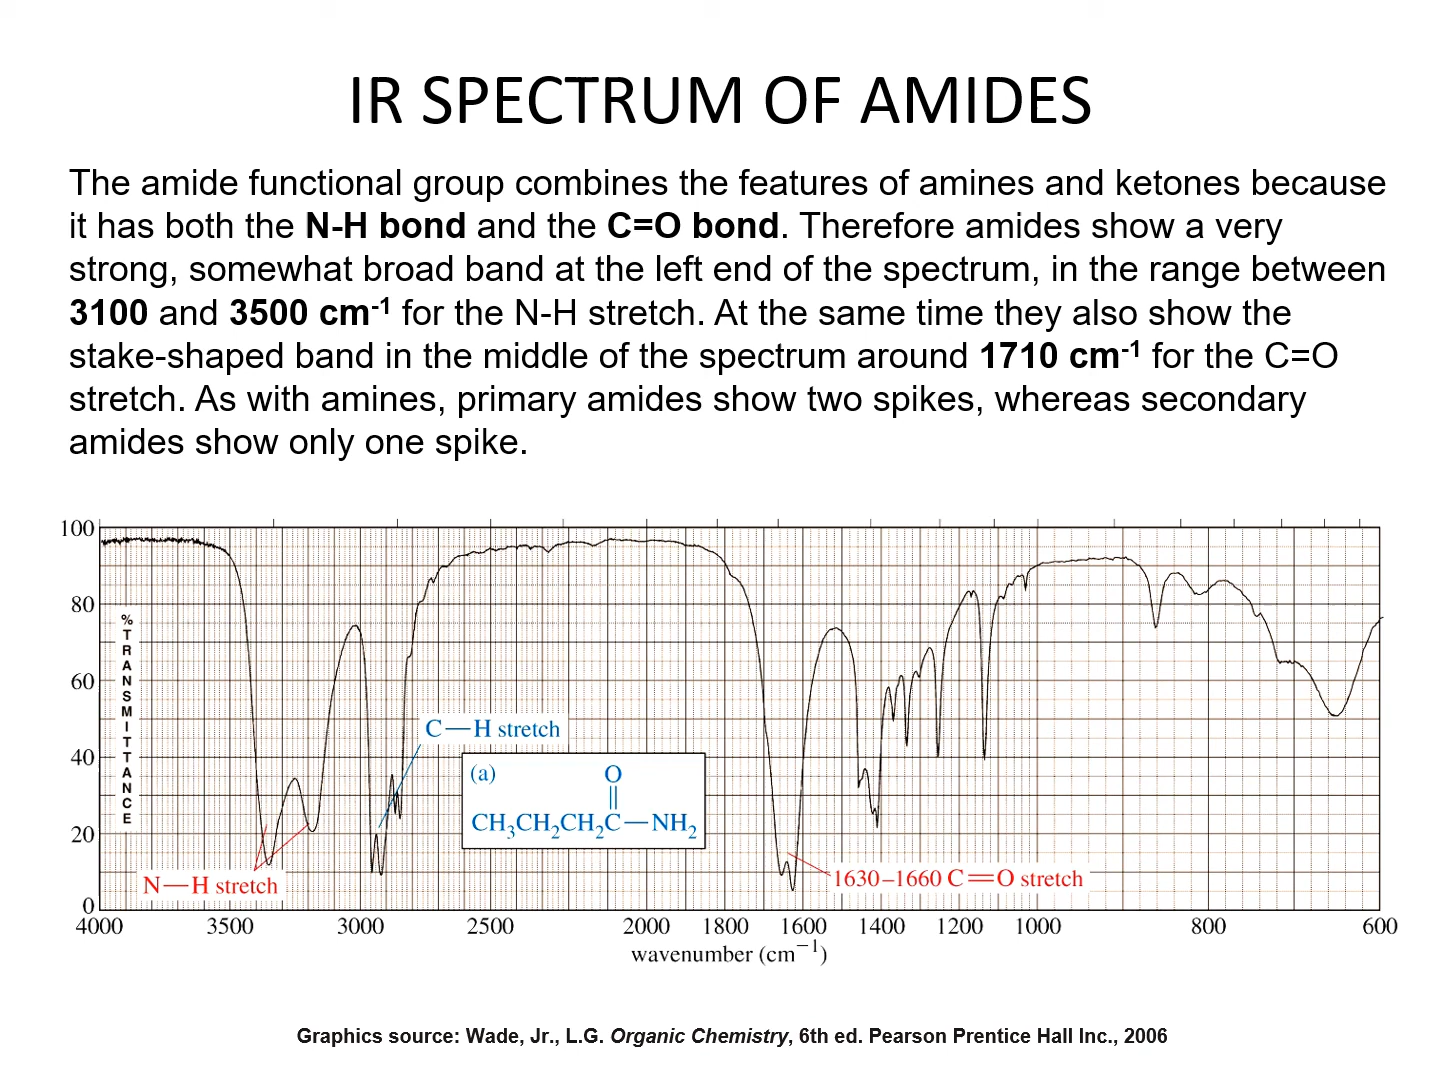 IR SPECTRUM OF AMIDES
The amide functional group combines the features of amines and ketones because
it has both the N-H bond and the C=O bond. Therefore amides show a very
strong, somewhat broad band at the left end of the spectrum, in the range between
3100 and 3500 cm-1 for the N-H stretch. At the same time they also show the
stake-shaped band in the middle of the spectrum around 1710 cm-1 for the C=O
stretch. As with amines, primary amides show two spikes, whereas secondary
amides show only one spike.
100
80
60
40
20
0
%TRANSMITTANCE
C—H stretch
(a)
O
CH3CH2CH2C—NH2
N—H stretch
1630–1660 C=O stretch
4000 3500 3000 2500 2000 1800 1600 1400 1200 1000 800 600
wavenumber (cm−1)
Graphics source: Wade, Jr., L.G. Organic Chemistry, 6th ed. Pearson Prentice Hall Inc., 2006